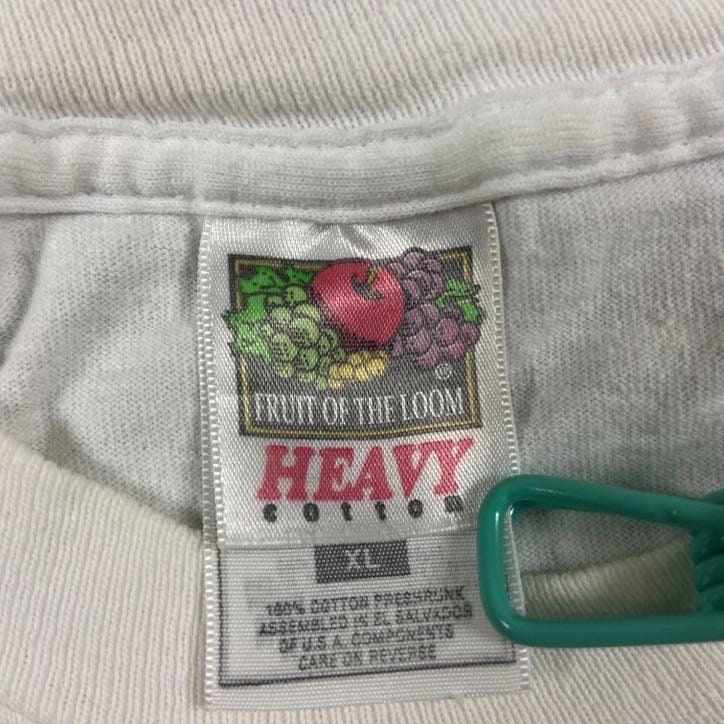 FRUIT OF THE LOOM
®
HEAVY
cotton
XL
100% COTTON PRESHRUNK
ASSEMBLED IN EL SALVADOR
OF U.S.A. COMPONENTS
CARE ON REVERSE